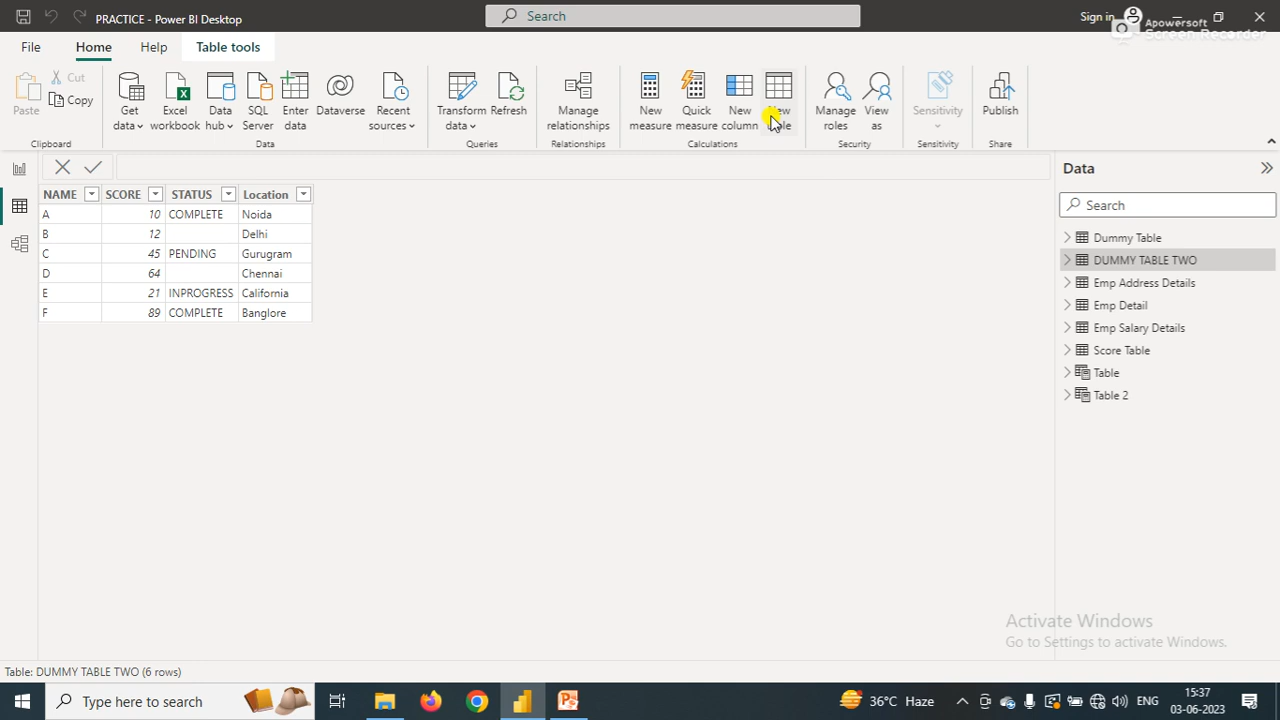 PRACTICE - Power BI Desktop
Search
Sign in
Apowersoft
Screen Recorder
File
Home
Help
Table tools
Paste
Cut
Copy
Get data
Excel workbook
Data hub
SQL Server
Enter data
Dataverse
Recent sources
Transform data
Refresh
Manage relationships
New measure
Quick measure
New column
New table
Manage roles
View as
Sensitivity
Publish
Clipboard
Data
Queries
Relationships
Calculations
Security
Sensitivity
Share
NAME SCORE STATUS Location
A 10 COMPLETE Noida
B 12 Delhi
C 45 PENDING Gurugram
D 64 Chennai
E 21 INPROGRESS California
F 89 COMPLETE Banglore
Data
Search
Dummy Table
DUMMY TABLE TWO
Emp Address Details
Emp Detail
Emp Salary Details
Score Table
Table
Table 2
Activate Windows
Go to Settings to activate Windows.
Table: DUMMY TABLE TWO (6 rows)
Type here to search
36°C Haze
ENG
15:37
03-06-2023